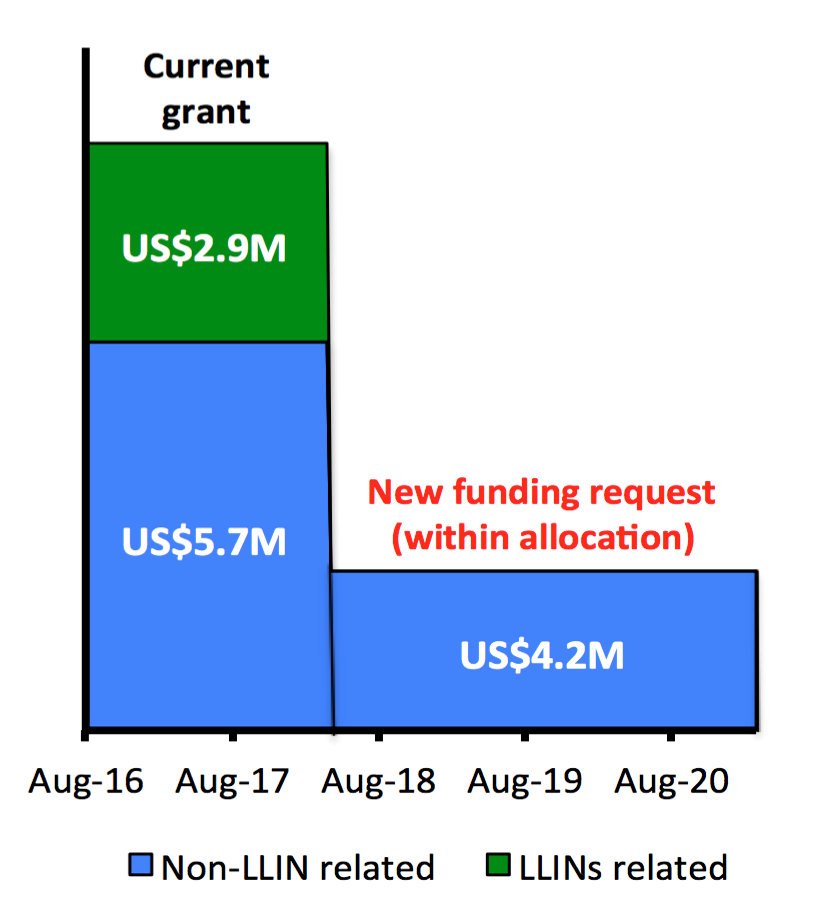 Current
grant
US$2.9M
US$5.7M
New funding request
(within allocation)
US$4.2M
Aug-16 Aug-17 Aug-18 Aug-19 Aug-20
Non-LLIN related LLINs related